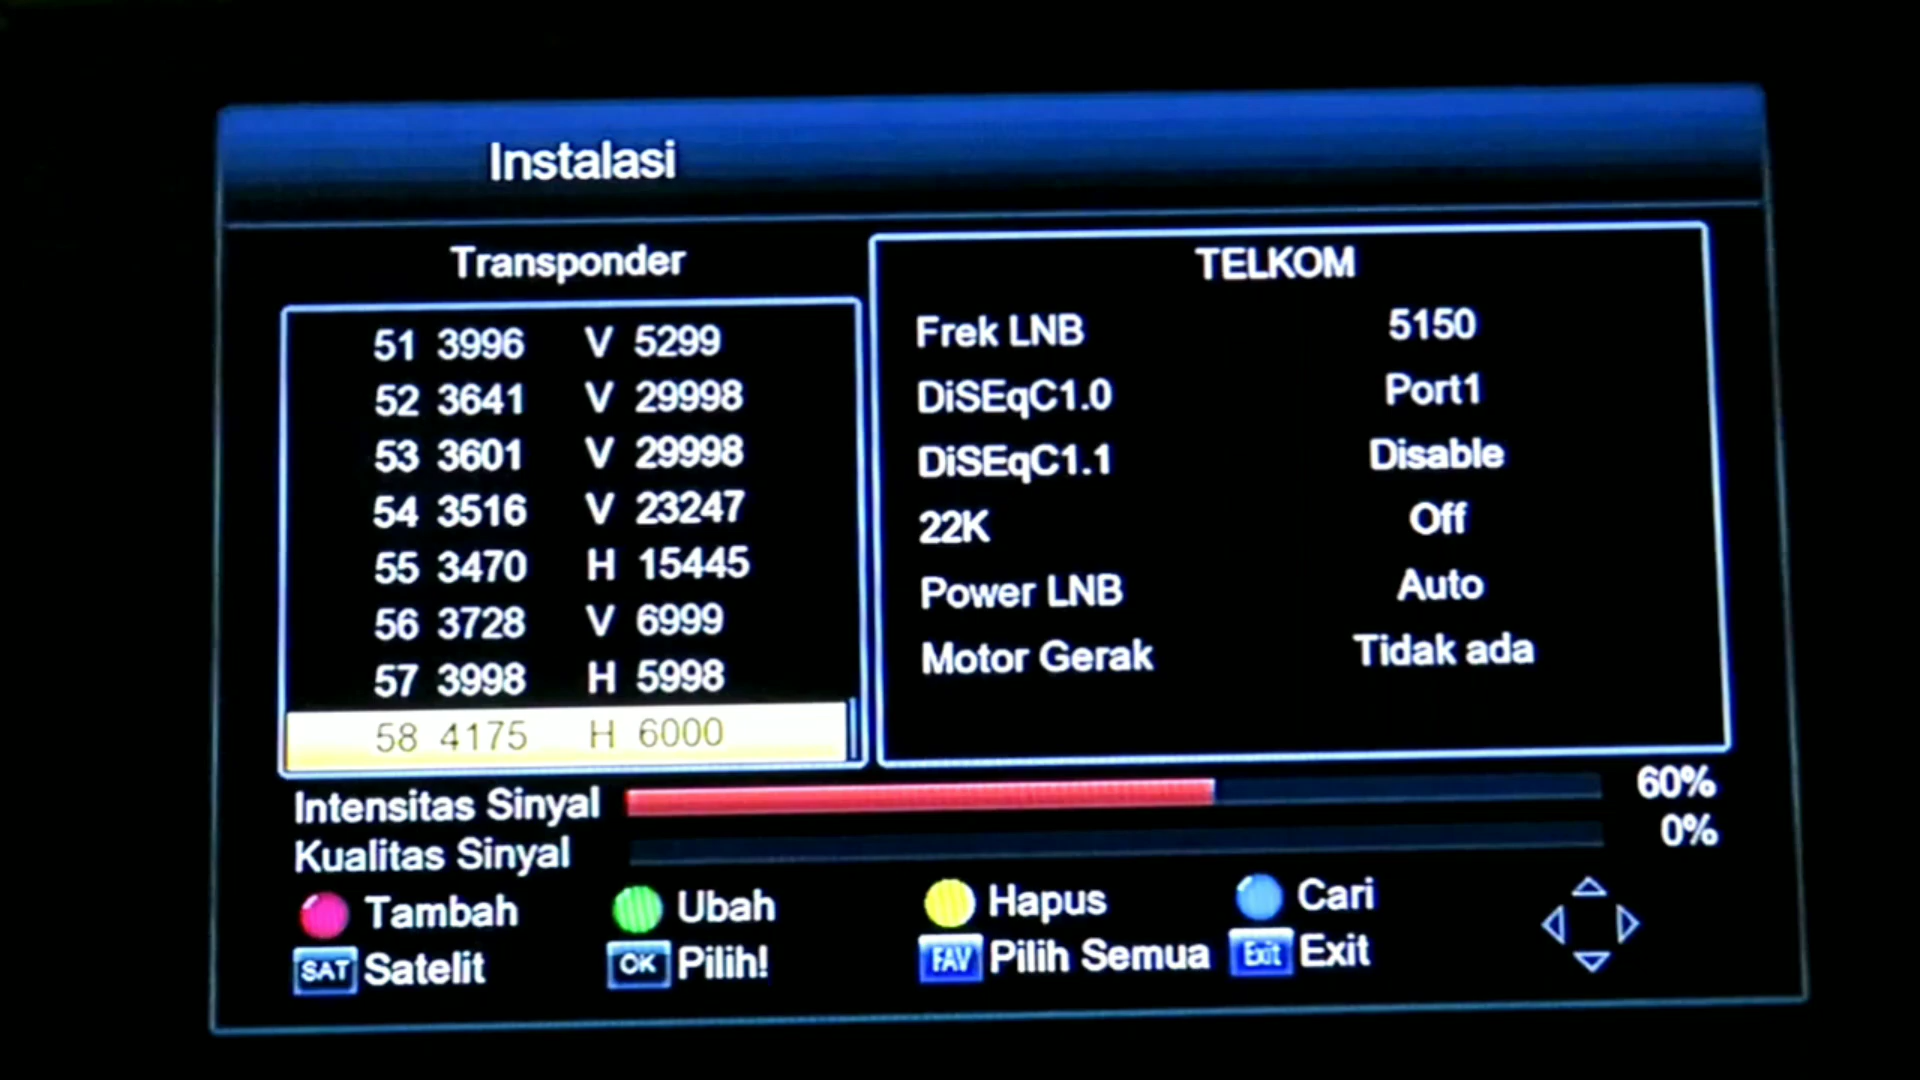 Instalasi
Transponder
51 3996 V 5299
52 3641 V 29998
53 3601 V 29998
54 3516 V 23247
55 3470 H 15445
56 3728 V 6999
57 3998 H 5998
58 4175 H 6000
TELKOM
Frek LNB 5150
DiSEqC1.0 Port1
DiSEqC1.1 Disable
22K Off
Power LNB Auto
Motor Gerak Tidak ada
Intensitas Sinyal 60%
Kualitas Sinyal 0%
Tambah Ubah Hapus Cari
SAT Satelit OK Pilih! FAV Pilih Semua Exit Exit